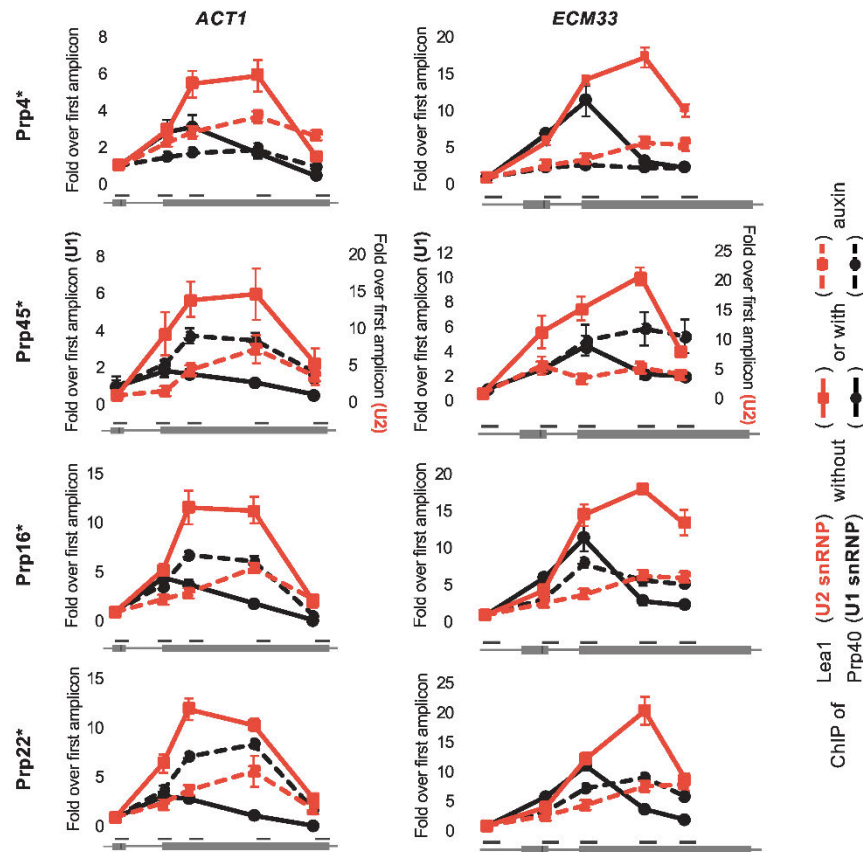 ACT1
ECM33
Prp4*
Fold over first amplicon
8
6
4
2
0
Fold over first amplicon
20
15
10
5
0
Prp45*
Fold over first amplicon (U1)
8
6
4
2
0
20
15
10
5
0
Fold over first amplicon (U2)
Fold over first amplicon (U1)
12
10
8
6
4
2
0
25
20
15
10
5
0
Fold over first amplicon (U2)
Prp16*
Fold over first amplicon
15
10
5
0
Fold over first amplicon
20
15
10
5
0
Prp22*
Fold over first amplicon
15
10
5
0
Fold over first amplicon
25
20
15
10
5
0
ChIP of
Lea1 (U2 snRNP)
Prp40 (U1 snRNP)
without ( ) or with ( ) auxin